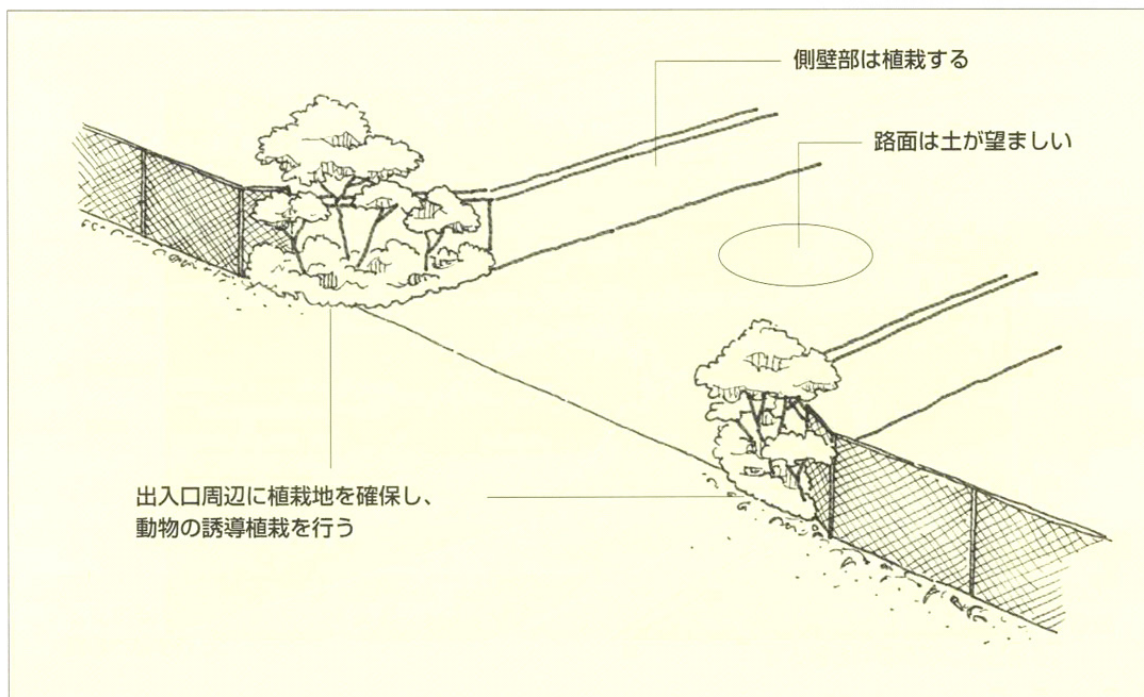 側壁部は植栽する
路面は土が望ましい
出入口周辺に植栽地を確保し、
動物の誘導植栽を行う